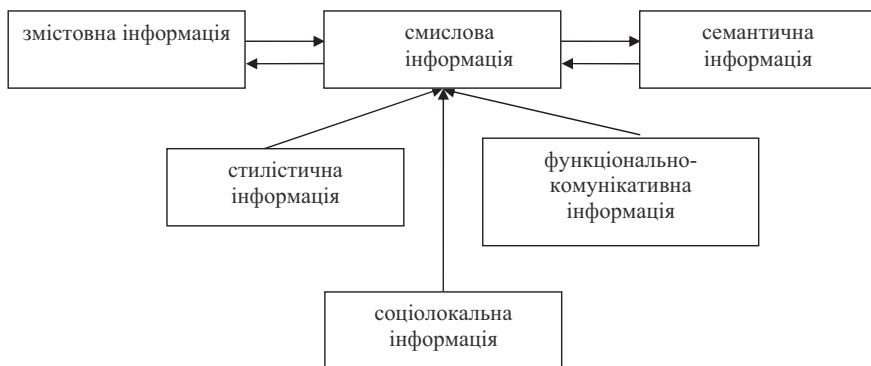 змістовна інформація
смислова
інформація
семантична
інформація
стилістична
інформація
функціонально-
комунікативна
інформація
соціолокальна
інформація